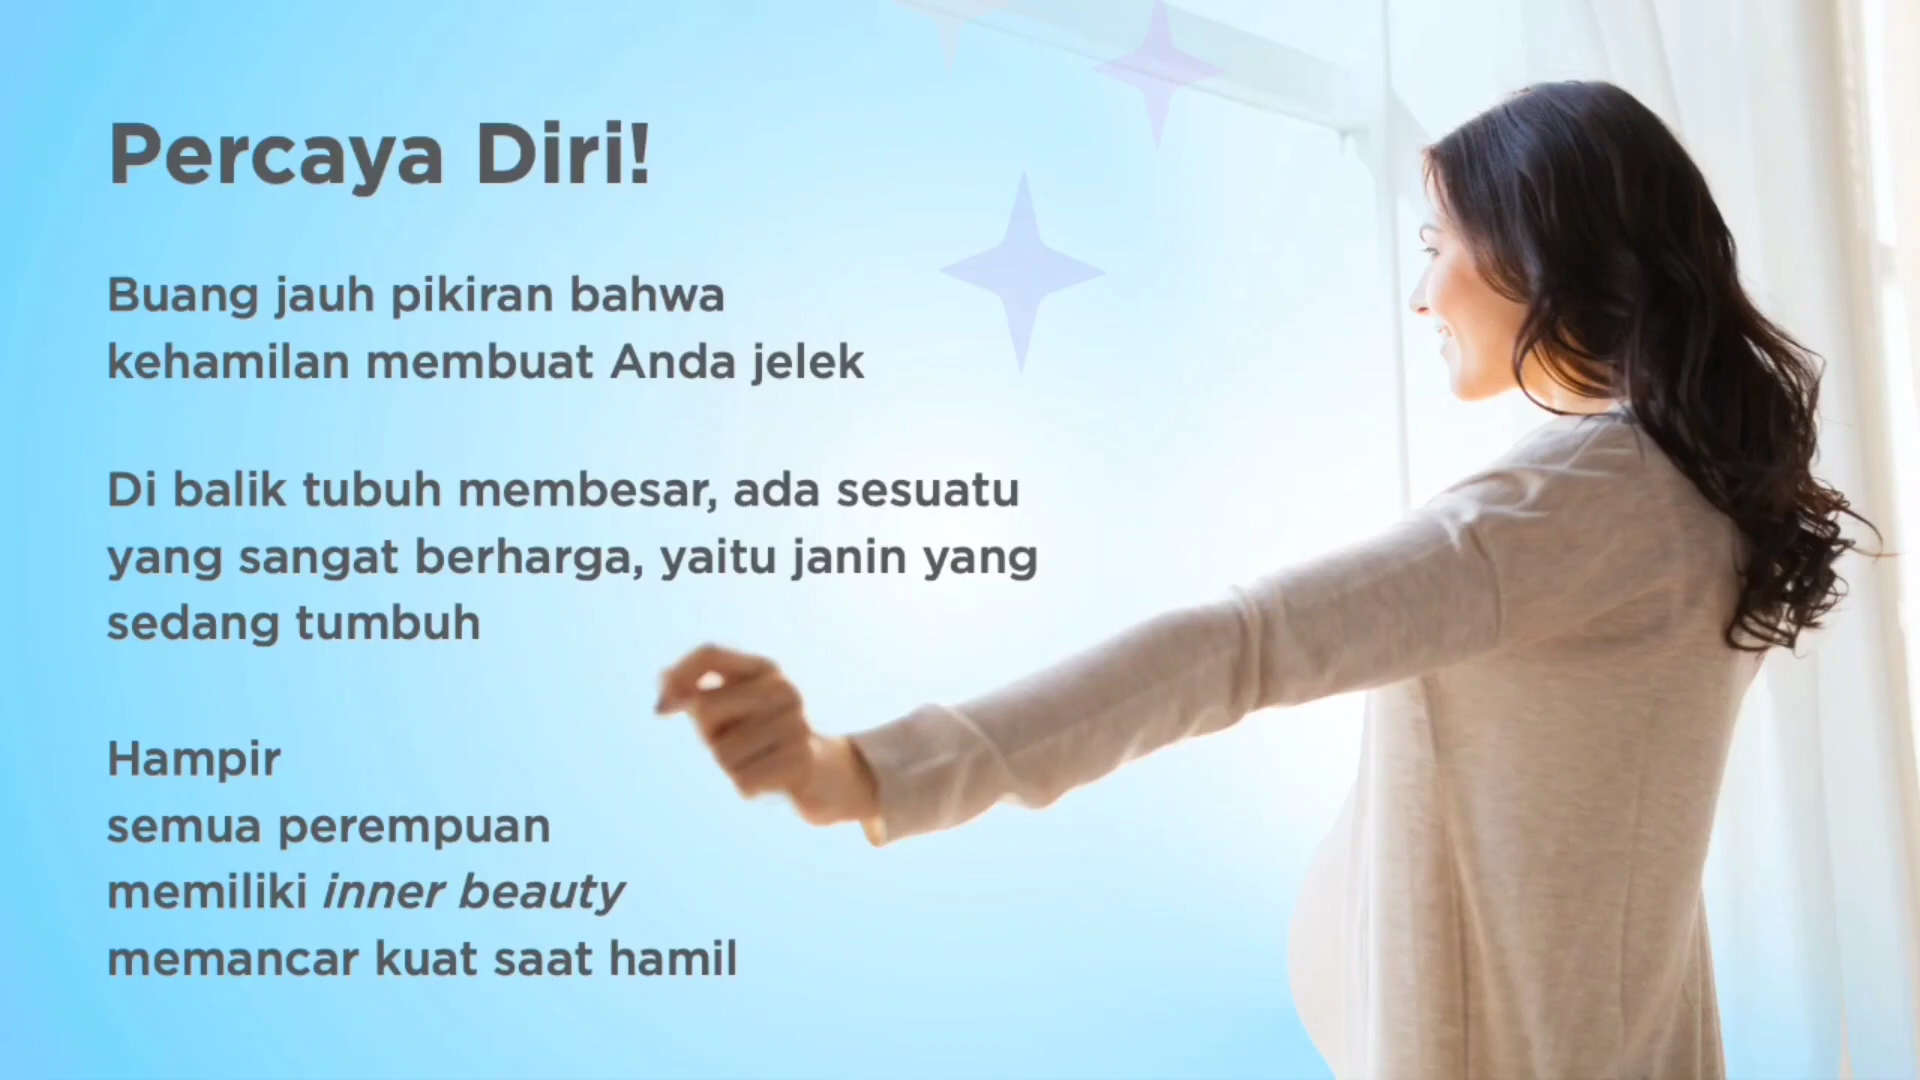 Percaya Diri!
Buang jauh pikiran bahwa
kehamilan membuat Anda jelek
Di balik tubuh membesar, ada sesuatu
yang sangat berharga, yaitu janin yang
sedang tumbuh
Hampir
semua perempuan
memiliki inner beauty
memancar kuat saat hamil